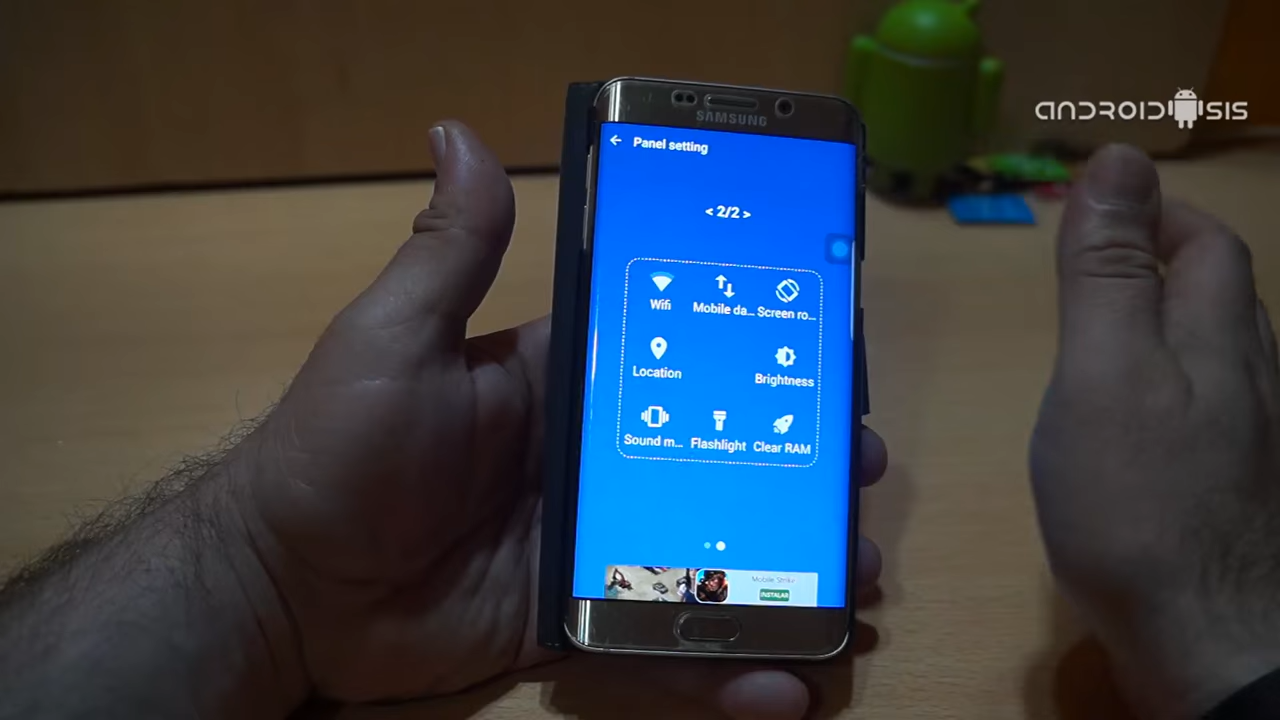 ANDROIDSIS
SAMSUNG
Panel setting
< 2/2 >
Wifi
Mobile da...
Screen ro...
Location
Brightness
Sound m...
Flashlight
Clear RAM
Mobile Strike
INSTALAR